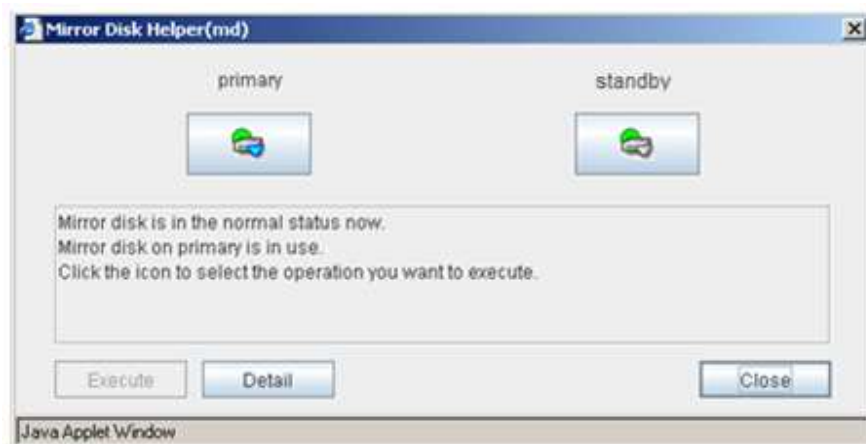 Mirror Disk Helper(md)
primary standby
Mirror disk is in the normal status now.
Mirror disk on primary is in use.
Click the icon to select the operation you want to execute.
Execute Detail Close
Java Applet Window